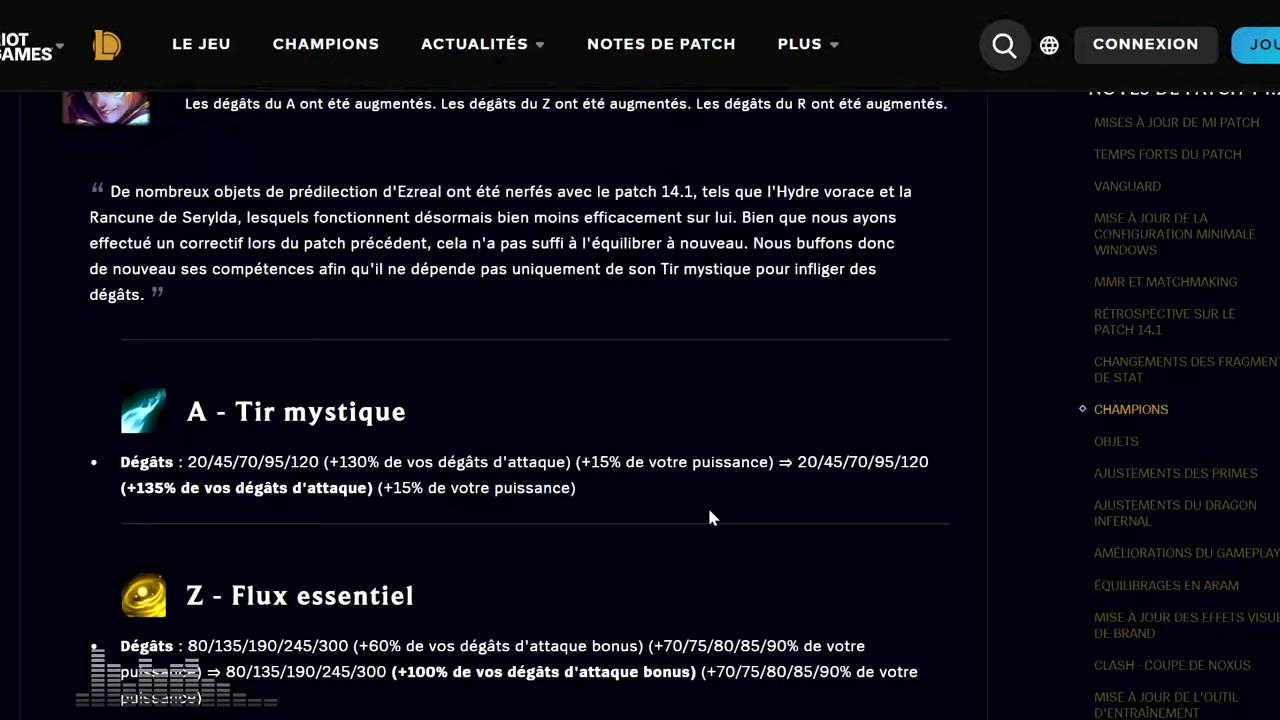 RIOT
GAMES
LE JEU
CHAMPIONS
ACTUALITÉS
NOTES DE PATCH
PLUS
CONNEXION
JOU
Les dégâts du A ont été augmentés. Les dégâts du Z ont été augmentés. Les dégâts du R ont été augmentés.
“ De nombreux objets de prédilection d'Ezreal ont été nerfés avec le patch 14.1, tels que l'Hydre vorace et la
Rancune de Serylda, lesquels fonctionnent désormais bien moins efficacement sur lui. Bien que nous ayons
effectué un correctif lors du patch précédent, cela n'a pas suffi à l'équilibrer à nouveau. Nous buffons donc
de nouveau ses compétences afin qu'il ne dépende pas uniquement de son Tir mystique pour infliger des
dégâts. ”
A - Tir mystique
• Dégâts : 20/45/70/95/120 (+130% de vos dégâts d'attaque) (+15% de votre puissance) ⇒ 20/45/70/95/120
(+135% de vos dégâts d'attaque) (+15% de votre puissance)
Z - Flux essentiel
• Dégâts : 80/135/190/245/300 (+60% de vos dégâts d'attaque bonus) (+70/75/80/85/90% de votre
puissance) ⇒ 80/135/190/245/300 (+100% de vos dégâts d'attaque bonus) (+70/75/80/85/90% de votre
puissance)
NOTES DE PATCH 14.2
MISES À JOUR DE MI PATCH
TEMPS FORTS DU PATCH
VANGUARD
MISE À JOUR DE LA
CONFIGURATION MINIMALE
WINDOWS
MMR ET MATCHMAKING
RÉTROSPECTIVE SUR LE
PATCH 14.1
CHANGEMENTS DES FRAGMENT
DE STAT
CHAMPIONS
OBJETS
AJUSTEMENTS DES PRIMES
AJUSTEMENTS DU DRAGON
INFERNAL
AMÉLIORATIONS DU GAMEPLAY
ÉQUILIBRAGES EN ARAM
MISE À JOUR DES EFFETS VISUE
DE BRAND
CLASH - COUPE DE NOXUS
MISE À JOUR DE L'OUTIL
D'ENTRAÎNEMENT